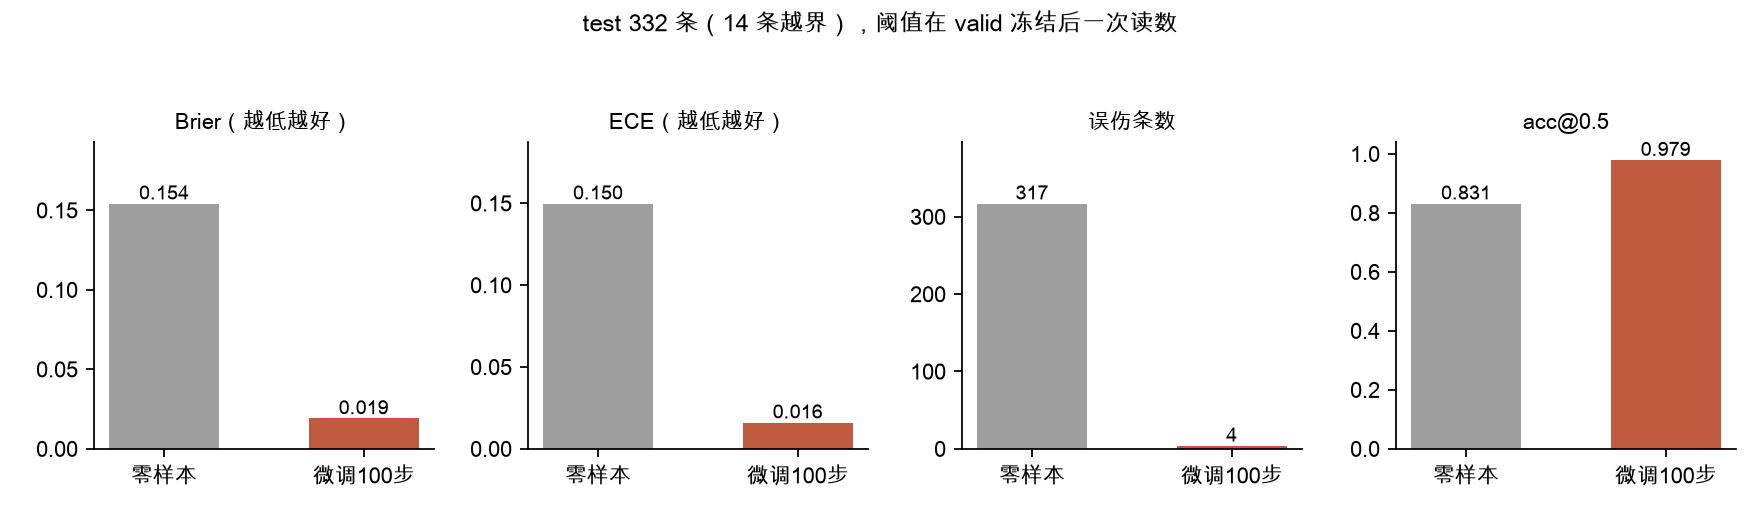 test 332 条（14 条越界），阈值在 valid 冻结后一次读数
Brier（越低越好）
0.15
0.10
0.05
0.00
0.154
0.019
零样本
微调100步
ECE（越低越好）
0.15
0.10
0.05
0.00
0.150
0.016
零样本
微调100步
误伤条数
300
200
100
0
317
4
零样本
微调100步
acc@0.5
1.0
0.8
0.6
0.4
0.2
0.0
0.831
0.979
零样本
微调100步